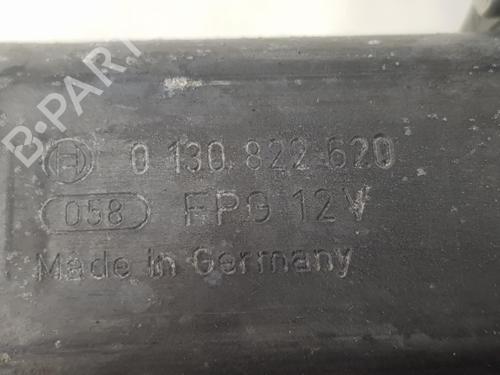 B-PARTS
0 130 822 620
058 FPG 12V
Made in Germany